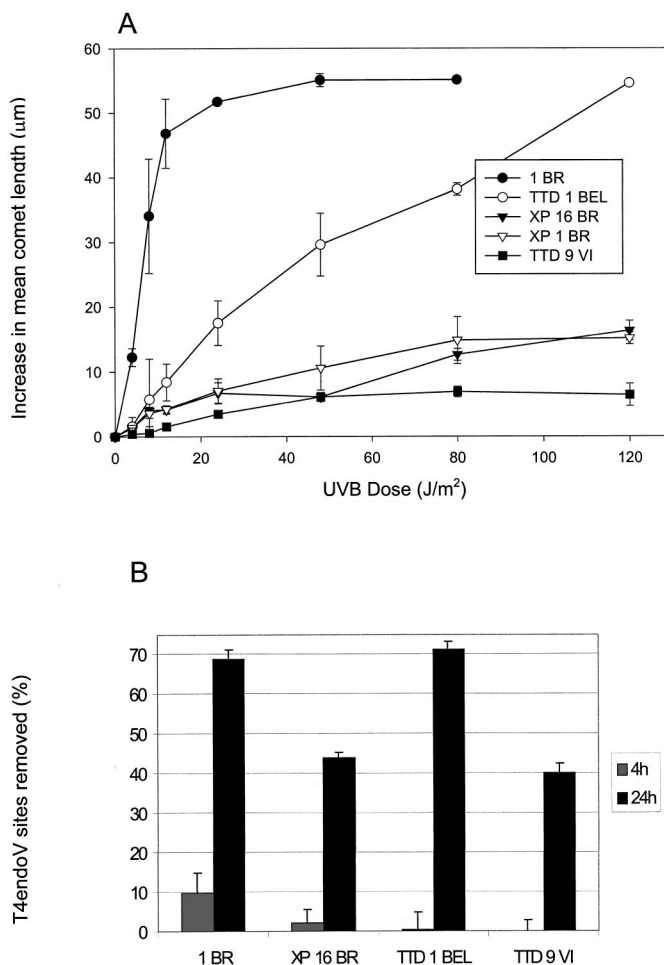 A
60
50
40
30
20
10
0
Increase in mean comet length (μm)
1 BR
TTD 1 BEL
XP 16 BR
XP 1 BR
TTD 9 VI
0 20 40 60 80 100 120
UVB Dose (J/m²)
B
70
60
50
40
30
20
10
0
T4endoV sites removed (%)
4h
24h
1 BR XP 16 BR TTD 1 BEL TTD 9 VI